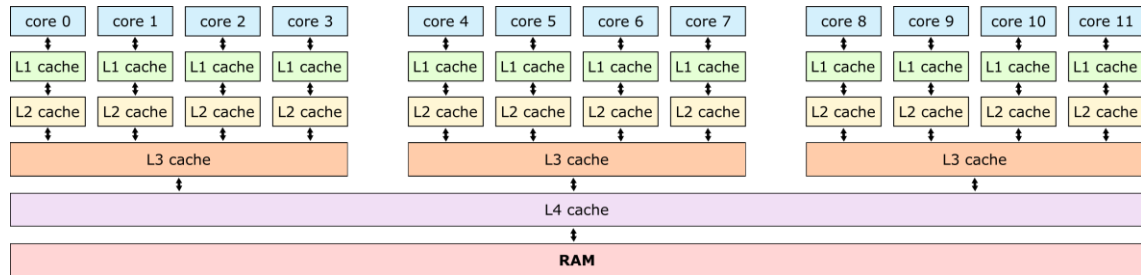 core 0 core 1 core 2 core 3 core 4 core 5 core 6 core 7 core 8 core 9 core 10 core 11
L1 cache L1 cache L1 cache L1 cache L1 cache L1 cache L1 cache L1 cache L1 cache L1 cache L1 cache L1 cache
L2 cache L2 cache L2 cache L2 cache L2 cache L2 cache L2 cache L2 cache L2 cache L2 cache L2 cache L2 cache
L3 cache L3 cache L3 cache
L4 cache
RAM